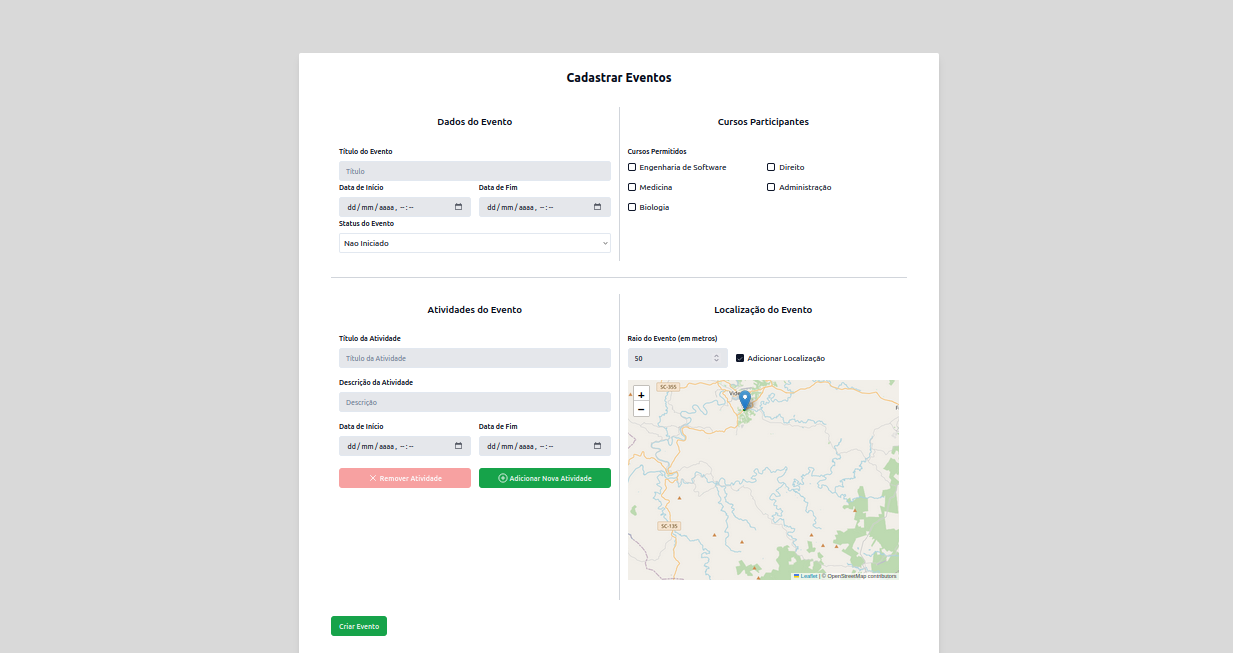 Cadastrar Eventos
Dados do Evento
Título do Evento
Título
Data de Início Data de Fim
dd/mm/aaaa, --:-- dd/mm/aaaa, --:--
Status do Evento
Nao Iniciado
Cursos Participantes
Cursos Permitidos
Engenharia de Software Direito
Medicina Administração
Biologia
Atividades do Evento
Título da Atividade
Título da Atividade
Descrição da Atividade
Descrição
Data de Início Data de Fim
dd/mm/aaaa, --:-- dd/mm/aaaa, --:--
Remover Atividade Adicionar Nova Atividade
Localização do Evento
Raio do Evento (em metros)
50 Adicionar Localização
+
−
SC-355
SC-135
Leaflet | © OpenStreetMap contributors
Criar Evento